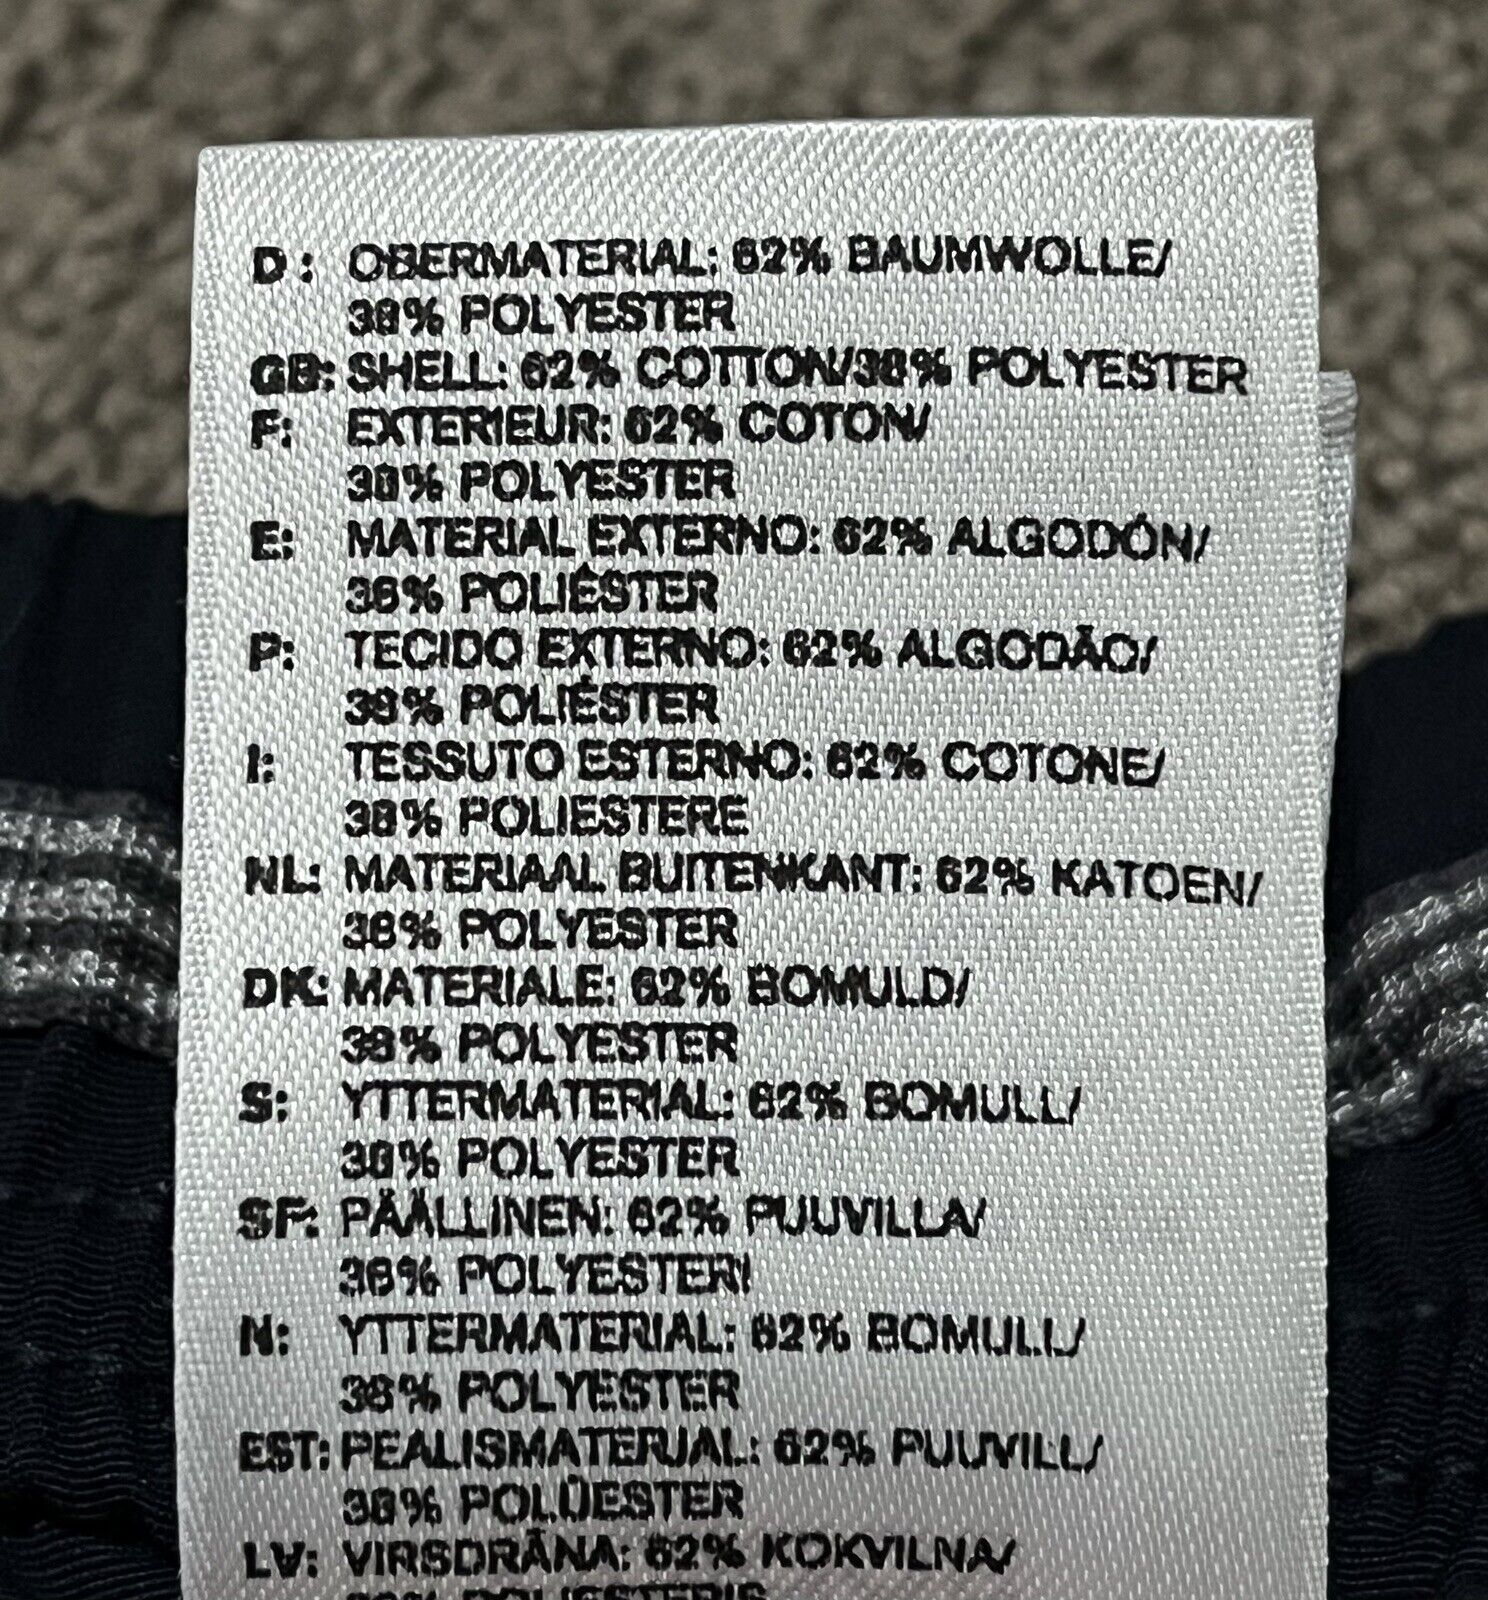 D: OBERMATERIAL: 62% BAUMWOLLE/
38% POLYESTER
GB: SHELL: 62% COTTON/38% POLYESTER
F: EXTERIEUR: 62% COTON/
38% POLYESTER
E: MATERIAL EXTERNO: 62% ALGODÓN/
38% POLIÉSTER
P: TECIDO EXTERNO: 62% ALGODÃO/
38% POLIÉSTER
I: TESSUTO ESTERNO: 62% COTONE/
38% POLIESTERE
NL: MATERIAAL BUITENKANT: 62% KATOEN/
38% POLYESTER
DK: MATERIALE: 62% BOMULD/
38% POLYESTER
S: YTTERMATERIAL: 62% BOMULL/
38% POLYESTER
SF: PÄÄLLINEN: 62% PUUVILLA/
38% POLYESTERI
N: YTTERMATERIAL: 62% BOMULL/
38% POLYESTER
EST: PEALISMATERJAL: 62% PUUVILL/
38% POLÜESTER
LV: VIRSDRĀNA: 62% KOKVILNA/
38% POLIESTERIS